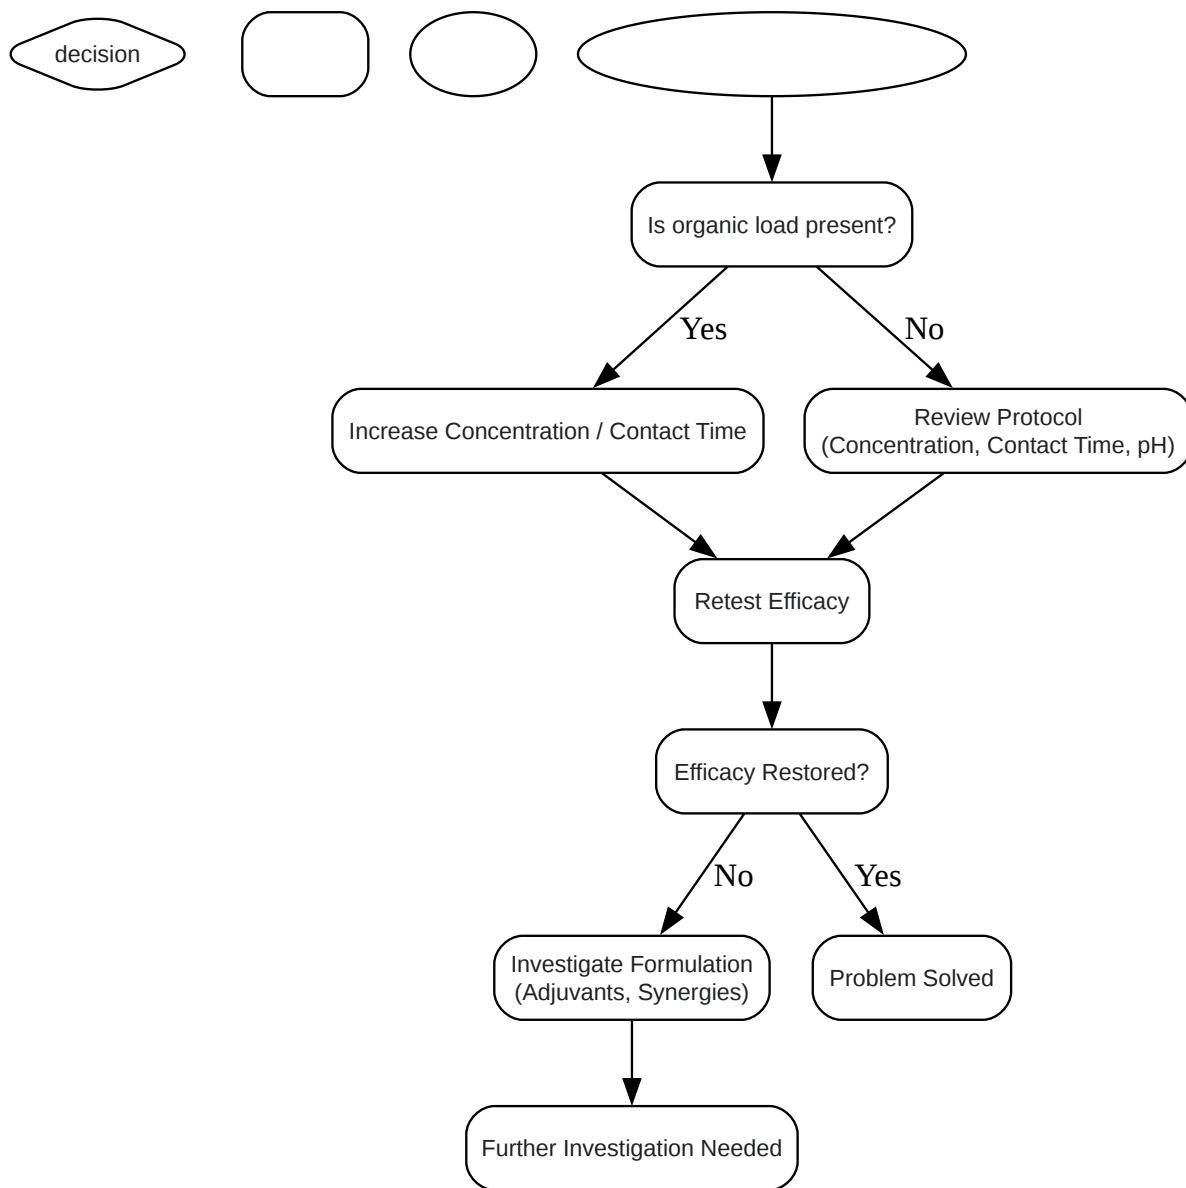 decision
Is organic load present?
Yes
No
Increase Concentration / Contact Time
Review Protocol
(Concentration, Contact Time, pH)
Retest Efficacy
Efficacy Restored?
No
Yes
Investigate Formulation
(Adjuvants, Synergies)
Problem Solved
Further Investigation Needed